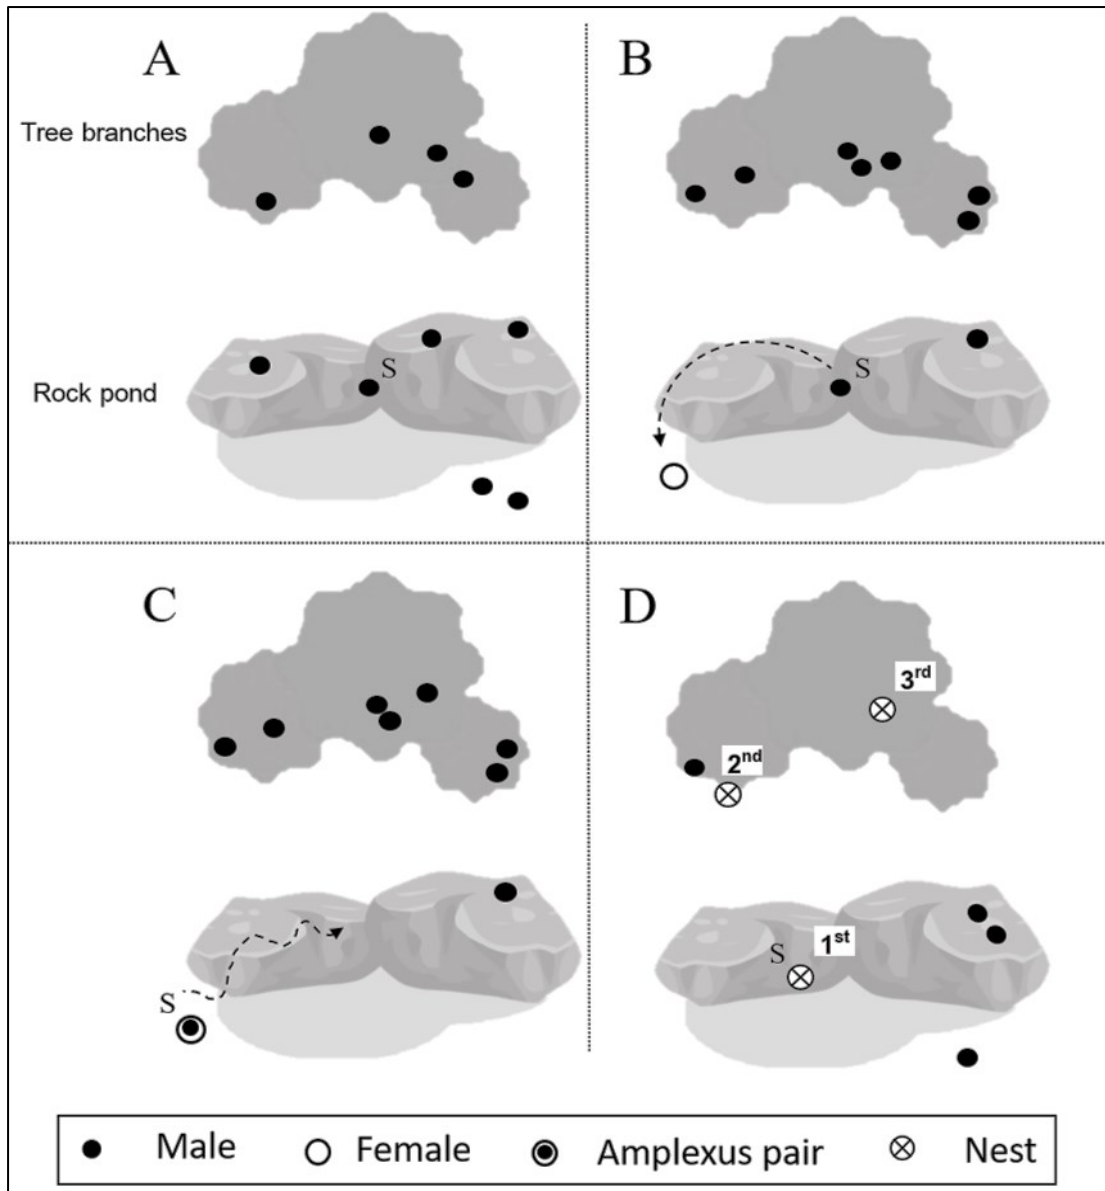 A
B
Tree branches
S
S
Rock pond
C
D
3rd
2nd
1st
S
S
Male
Female
Amplexus pair
Nest